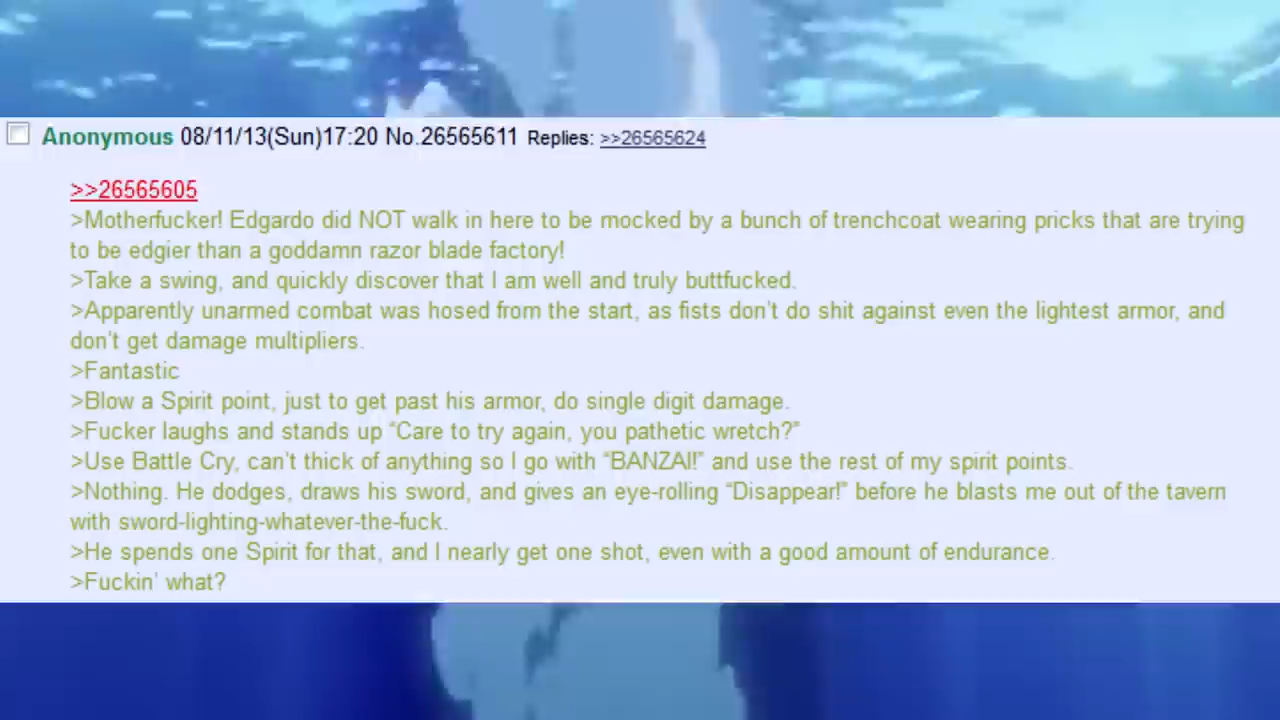 Anonymous 08/11/13(Sun)17:20 No.26565611 Replies: >>26565624
>>26565605
>Motherfucker! Edgardo did NOT walk in here to be mocked by a bunch of trenchcoat wearing pricks that are trying
to be edgier than a goddamn razor blade factory!
>Take a swing, and quickly discover that I am well and truly buttfucked.
>Apparently unarmed combat was hosed from the start, as fists don't do shit against even the lightest armor, and
don't get damage multipliers.
>Fantastic
>Blow a Spirit point, just to get past his armor, do single digit damage.
>Fucker laughs and stands up “Care to try again, you pathetic wretch?”
>Use Battle Cry, can't thick of anything so I go with “BANZAI!” and use the rest of my spirit points.
>Nothing. He dodges, draws his sword, and gives an eye-rolling “Disappear!” before he blasts me out of the tavern
with sword-lighting-whatever-the-fuck.
>He spends one Spirit for that, and I nearly get one shot, even with a good amount of endurance.
>Fuckin' what?